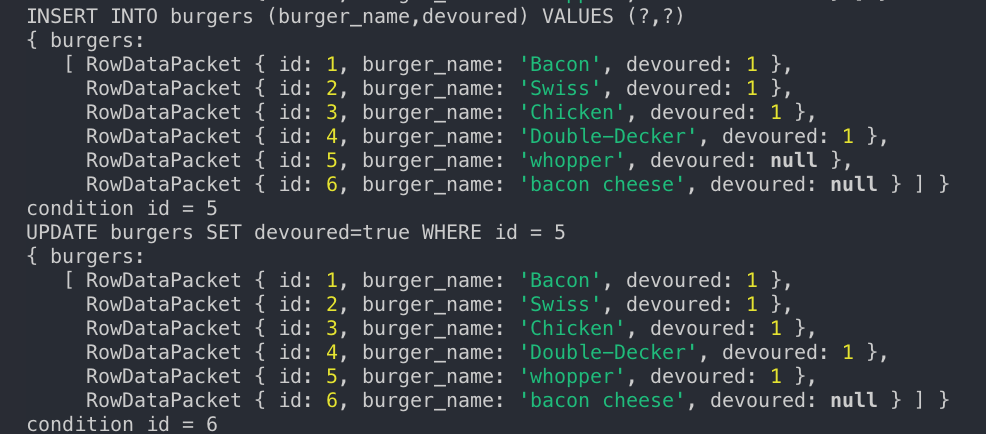 INSERT INTO burgers (burger_name,devoured) VALUES (?,?)
{ burgers:
   [ RowDataPacket { id: 1, burger_name: 'Bacon', devoured: 1 },
     RowDataPacket { id: 2, burger_name: 'Swiss', devoured: 1 },
     RowDataPacket { id: 3, burger_name: 'Chicken', devoured: 1 },
     RowDataPacket { id: 4, burger_name: 'Double-Decker', devoured: 1 },
     RowDataPacket { id: 5, burger_name: 'whopper', devoured: null },
     RowDataPacket { id: 6, burger_name: 'bacon cheese', devoured: null } ] }
condition id = 5
UPDATE burgers SET devoured=true WHERE id = 5
{ burgers:
   [ RowDataPacket { id: 1, burger_name: 'Bacon', devoured: 1 },
     RowDataPacket { id: 2, burger_name: 'Swiss', devoured: 1 },
     RowDataPacket { id: 3, burger_name: 'Chicken', devoured: 1 },
     RowDataPacket { id: 4, burger_name: 'Double-Decker', devoured: 1 },
     RowDataPacket { id: 5, burger_name: 'whopper', devoured: 1 },
     RowDataPacket { id: 6, burger_name: 'bacon cheese', devoured: null } ] }
condition id = 6